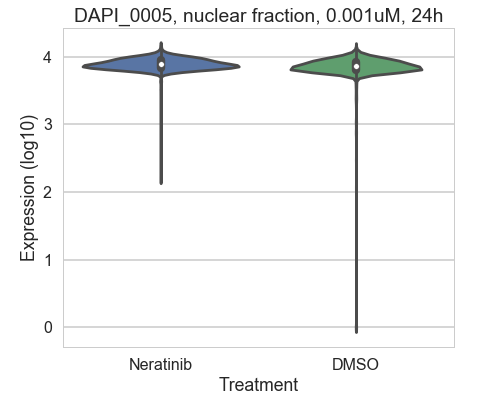 DAPI_0005, nuclear fraction, 0.001uM, 24h
4
3
2
1
0
Expression (log10)
Neratinib DMSO
Treatment